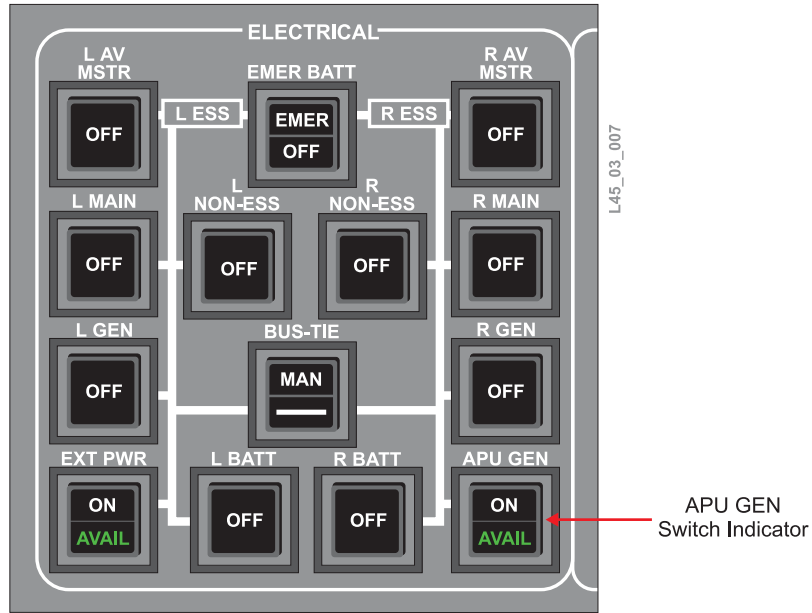 ELECTRICAL
L AV
MSTR
OFF
L ESS
EMER BATT
EMER
OFF
R ESS
R AV
MSTR
OFF
L MAIN
OFF
L
NON-ESS
OFF
R
NON-ESS
OFF
R MAIN
OFF
L GEN
OFF
BUS-TIE
MAN
R GEN
OFF
EXT PWR
ON
AVAIL
L BATT
OFF
R BATT
OFF
APU GEN
ON
AVAIL
APU GEN
Switch Indicator
L45_03_007